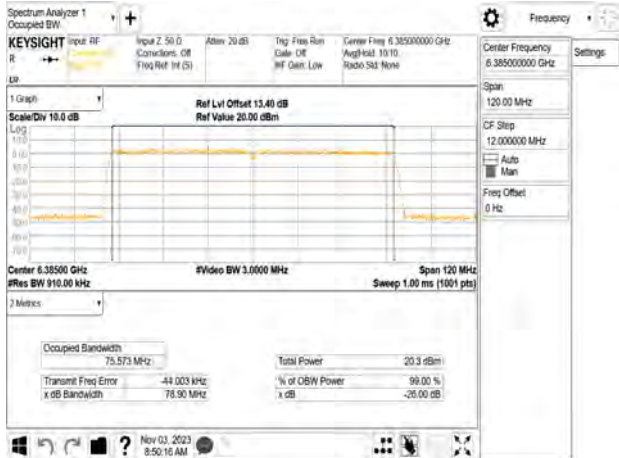 Spectrum Analyzer 1
Occupied BW
Frequency
KEYSIGHT Input: RF
R
Input Z: 50 Ω
Corrections: Off
Freq Ref: Int (S)
Atten: 20 dB
Trig: Free Run
Gate: Off
#IF Gain: Low
Center Freq: 6.385000000 GHz
Avg|Hold: 10/10
Radio Std: None
Center Frequency
6.385000000 GHz
Settings
Span
120.00 MHz
CF Step
12.000000 MHz
Auto
Man
Freq Offset
0 Hz
1 Graph
Scale/Div 10.0 dB
Ref Lvl Offset 13.40 dB
Ref Value 20.00 dBm
Log
Center 6.38500 GHz
#Res BW 910.00 kHz
#Video BW 3.0000 MHz
Span 120 MHz
Sweep 1.00 ms (1001 pts)
2 Metrics
Occupied Bandwidth
75.573 MHz
Total Power 20.3 dBm
Transmit Freq Error -44.003 kHz
% of OBW Power 99.00 %
x dB Bandwidth 78.90 MHz
x dB -26.00 dB
Nov 03, 2023
8:50:16 AM